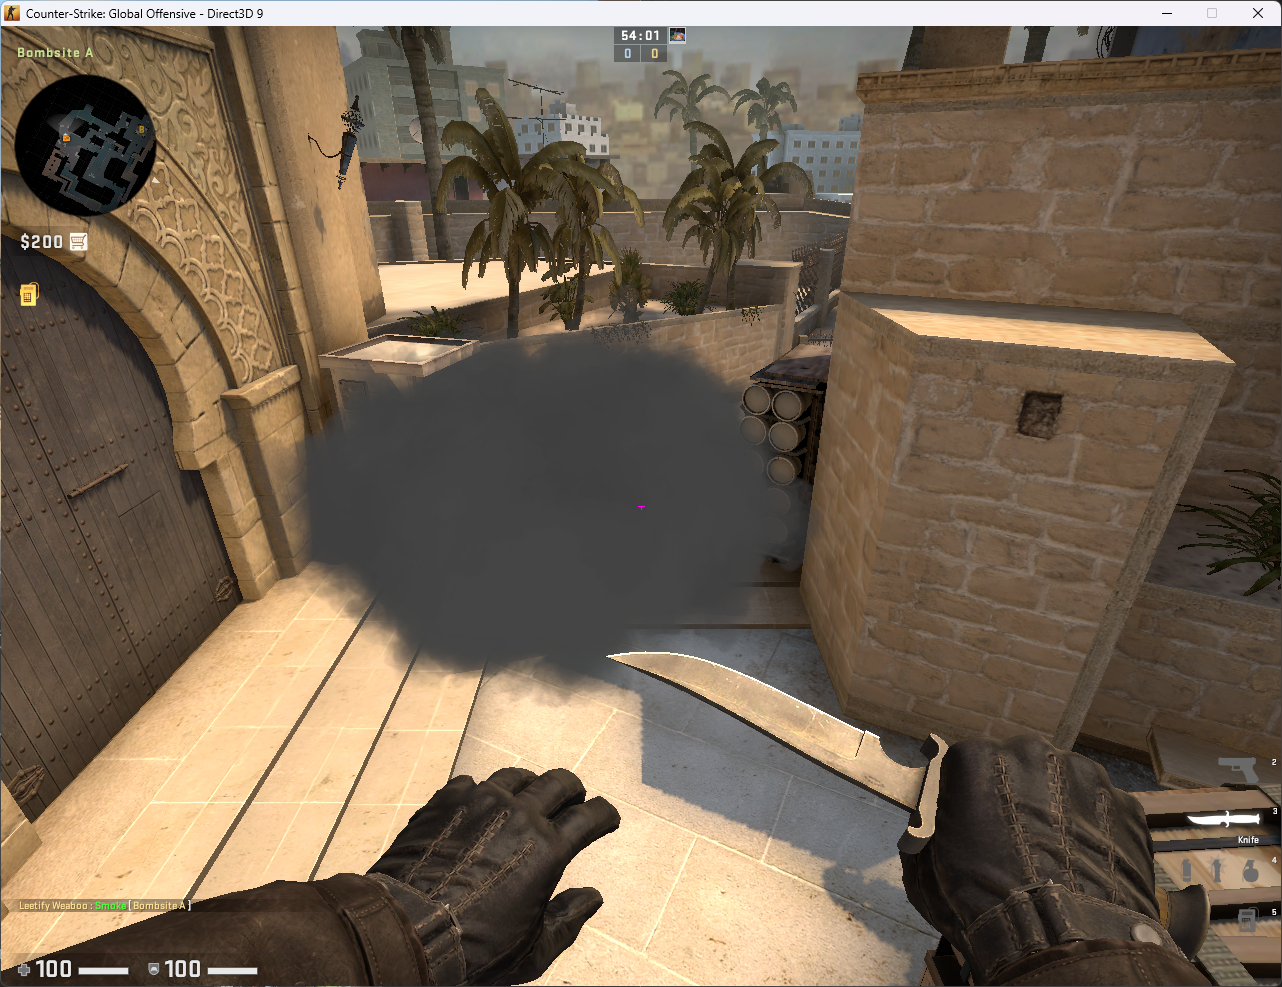 Counter-Strike: Global Offensive - Direct3D 9
Bombsite A
54:01
0 0
B
$200
2
3
Knife
4
5
Leetify Weaboo : Smoke [ Bombsite A ]
100 100